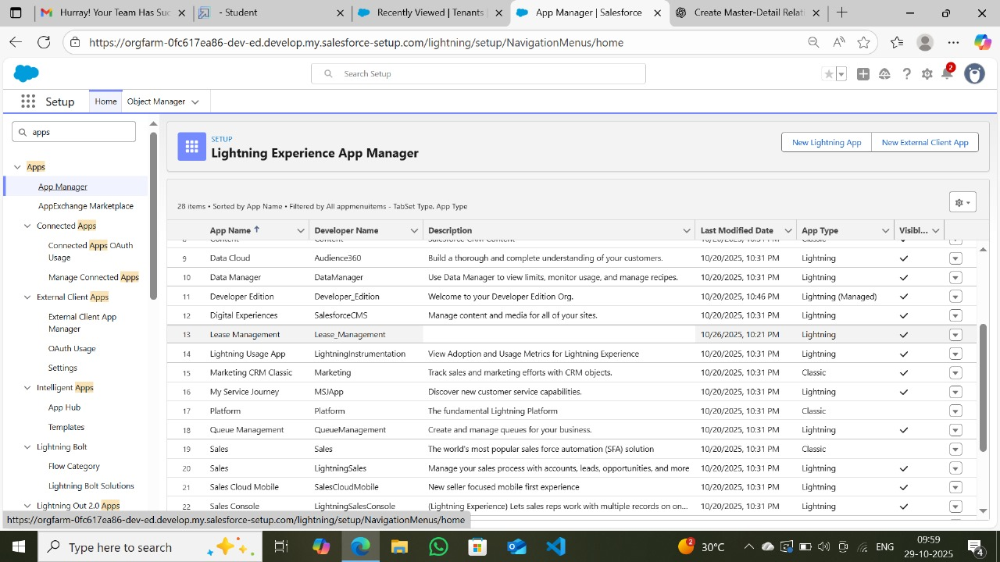 Hurray! Your Team Has Suc
- Student
Recently Viewed | Tenants |
App Manager | Salesforce
Create Master-Detail Relati
https://orgfarm-0fc617ea86-dev-ed.develop.my.salesforce-setup.com/lightning/setup/NavigationMenus/home
Search Setup
2
Setup
Home
Object Manager
apps
Apps
App Manager
AppExchange Marketplace
Connected Apps
Connected Apps OAuth
Usage
Manage Connected Apps
External Client Apps
External Client App
Manager
OAuth Usage
Settings
Intelligent Apps
App Hub
Templates
Lightning Bolt
Flow Category
Lightning Bolt Solutions
Lightning Out 2.0 Apps
SETUP
Lightning Experience App Manager
New Lightning App
New External Client App
28 items • Sorted by App Name • Filtered by All appmenuitems - TabSet Type, App Type
App Name Developer Name Description Last Modified Date App Type Visibl...
9 Data Cloud Audience360 Build a thorough and complete understanding of your customers. 10/20/2025, 10:31 PM Lightning
10 Data Manager DataManager Use Data Manager to view limits, monitor usage, and manage recipes. 10/20/2025, 10:31 PM Lightning
11 Developer Edition Developer_Edition Welcome to your Developer Edition Org. 10/20/2025, 10:46 PM Lightning (Managed)
12 Digital Experiences SalesforceCMS Manage content and media for all of your sites. 10/20/2025, 10:31 PM Lightning
13 Lease Management Lease_Management 10/26/2025, 10:21 PM Lightning
14 Lightning Usage App LightningInstrumentation View Adoption and Usage Metrics for Lightning Experience 10/20/2025, 10:31 PM Lightning
15 Marketing CRM Classic Marketing Track sales and marketing efforts with CRM objects. 10/20/2025, 10:31 PM Classic
16 My Service Journey MSJApp Discover new customer service capabilities. 10/20/2025, 10:31 PM Lightning
17 Platform Platform The fundamental Lightning Platform 10/20/2025, 10:31 PM Classic
18 Queue Management QueueManagement Create and manage queues for your business. 10/20/2025, 10:31 PM Lightning
19 Sales Sales The world's most popular sales force automation (SFA) solution 10/20/2025, 10:31 PM Classic
20 Sales LightningSales Manage your sales process with accounts, leads, opportunities, and more 10/20/2025, 10:31 PM Lightning
21 Sales Cloud Mobile SalesCloudMobile New seller focused mobile first experience 10/20/2025, 10:31 PM Lightning
22 Sales Console LightningSalesConsole (Lightning Experience) Lets sales reps work with multiple records on on... 10/20/2025, 10:31 PM Lightning
https://orgfarm-0fc617ea86-dev-ed.develop.my.salesforce-setup.com/lightning/setup/NavigationMenus/home
Type here to search
2
30°C
ENG
09:59
29-10-2025
4